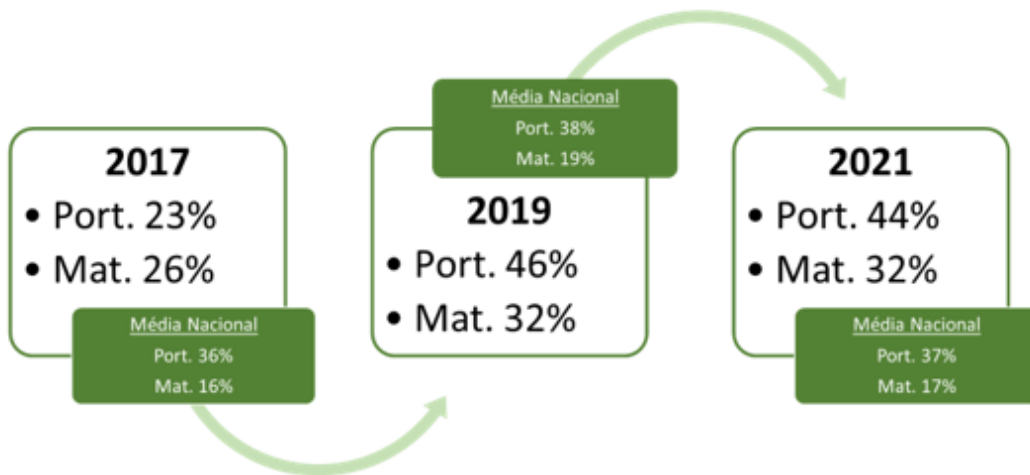 2017
• Port. 23%
• Mat. 26%
Média Nacional
Port. 36%
Mat. 16%
Média Nacional
Port. 38%
Mat. 19%
2019
• Port. 46%
• Mat. 32%
2021
• Port. 44%
• Mat. 32%
Média Nacional
Port. 37%
Mat. 17%